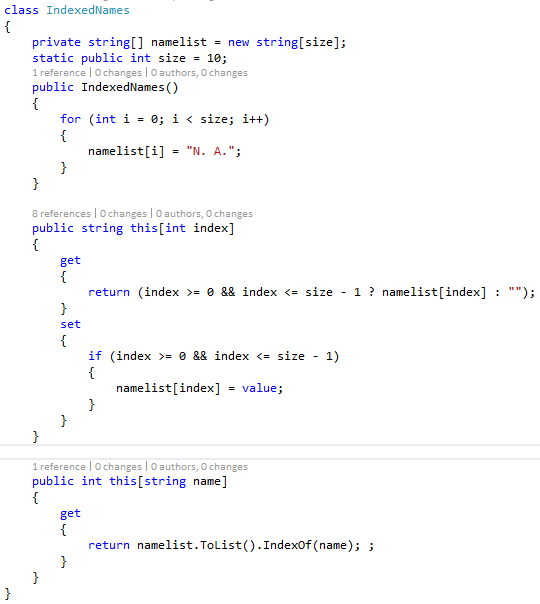 class IndexedNames
{
    private string[] namelist = new string[size];
    static public int size = 10;
    1 reference | 0 changes | 0 authors, 0 changes
    public IndexedNames()
    {
        for (int i = 0; i < size; i++)
        {
            namelist[i] = "N. A.";
        }
    }
    8 references | 0 changes | 0 authors, 0 changes
    public string this[int index]
    {
        get
        {
            return (index >= 0 && index <= size - 1 ? namelist[index] : "");
        }
        set
        {
            if (index >= 0 && index <= size - 1)
            {
                namelist[index] = value;
            }
        }
    }
    1 reference | 0 changes | 0 authors, 0 changes
    public int this[string name]
    {
        get
        {
            return namelist.ToList().IndexOf(name); ;
        }
    }
}